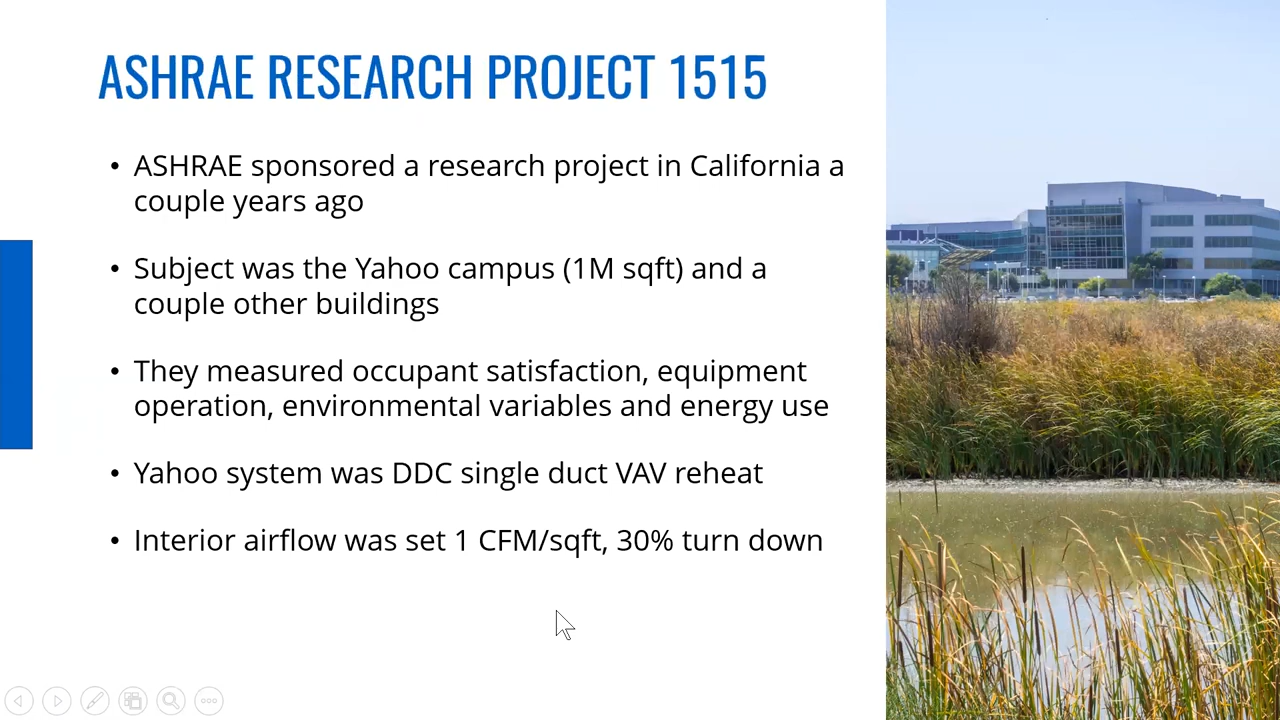 ASHRAE RESEARCH PROJECT 1515
• ASHRAE sponsored a research project in California a
couple years ago
• Subject was the Yahoo campus (1M sqft) and a
couple other buildings
• They measured occupant satisfaction, equipment
operation, environmental variables and energy use
• Yahoo system was DDC single duct VAV reheat
• Interior airflow was set 1 CFM/sqft, 30% turn down